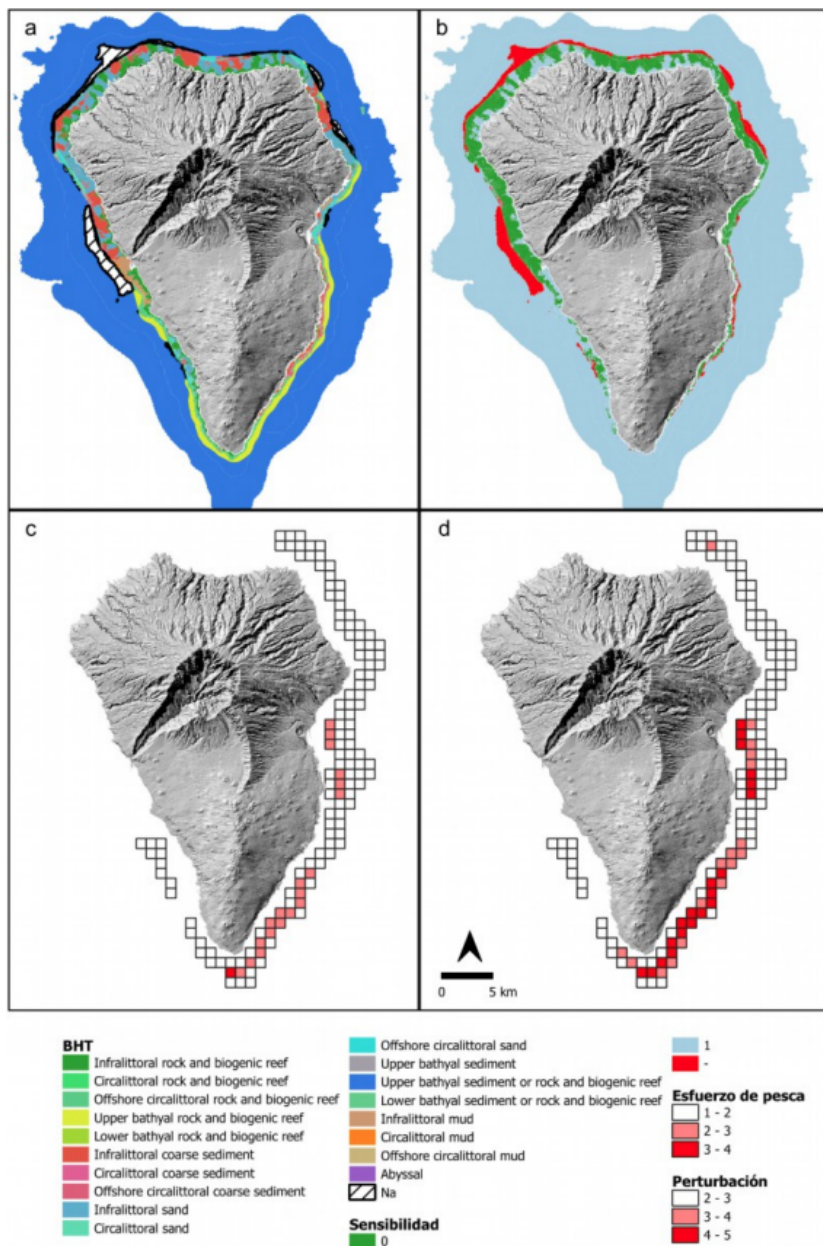 a
b
c
d
0 5 km
BHT
Infralittoral rock and biogenic reef
Circalittoral rock and biogenic reef
Offshore circalittoral rock and biogenic reef
Upper bathyal rock and biogenic reef
Lower bathyal rock and biogenic reef
Infralittoral coarse sediment
Circalittoral coarse sediment
Offshore circalittoral coarse sediment
Infralittoral sand
Circalittoral sand
Offshore circalittoral sand
Upper bathyal sediment
Upper bathyal sediment or rock and biogenic reef
Lower bathyal sediment or rock and biogenic reef
Infralittoral mud
Circalittoral mud
Offshore circalittoral mud
Abyssal
Na
Sensibilidad
0
1
-
Esfuerzo de pesca
1 - 2
2 - 3
3 - 4
Perturbación
2 - 3
3 - 4
4 - 5